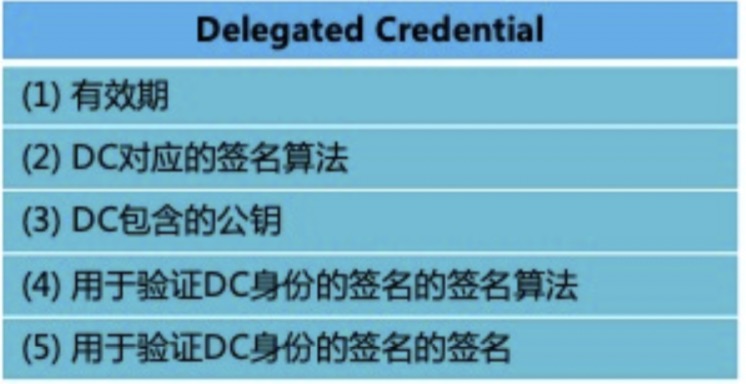 Delegated Credential
(1) 有效期
(2) DC对应的签名算法
(3) DC包含的公钥
(4) 用于验证DC身份的签名的签名算法
(5) 用于验证DC身份的签名的签名